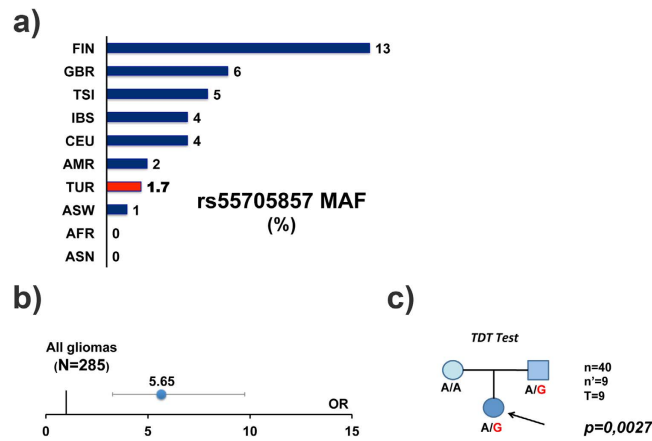 a)
FIN 13
GBR 6
TSI 5
IBS 4
CEU 4
AMR 2
TUR 1.7
ASW 1
AFR 0
ASN 0
rs55705857 MAF
(%)
b)
All gliomas
(N=285)
5.65
OR
0 5 10 15
c)
TDT Test
A/A
A/G
A/G
n=40
n'=9
T=9
p=0,0027